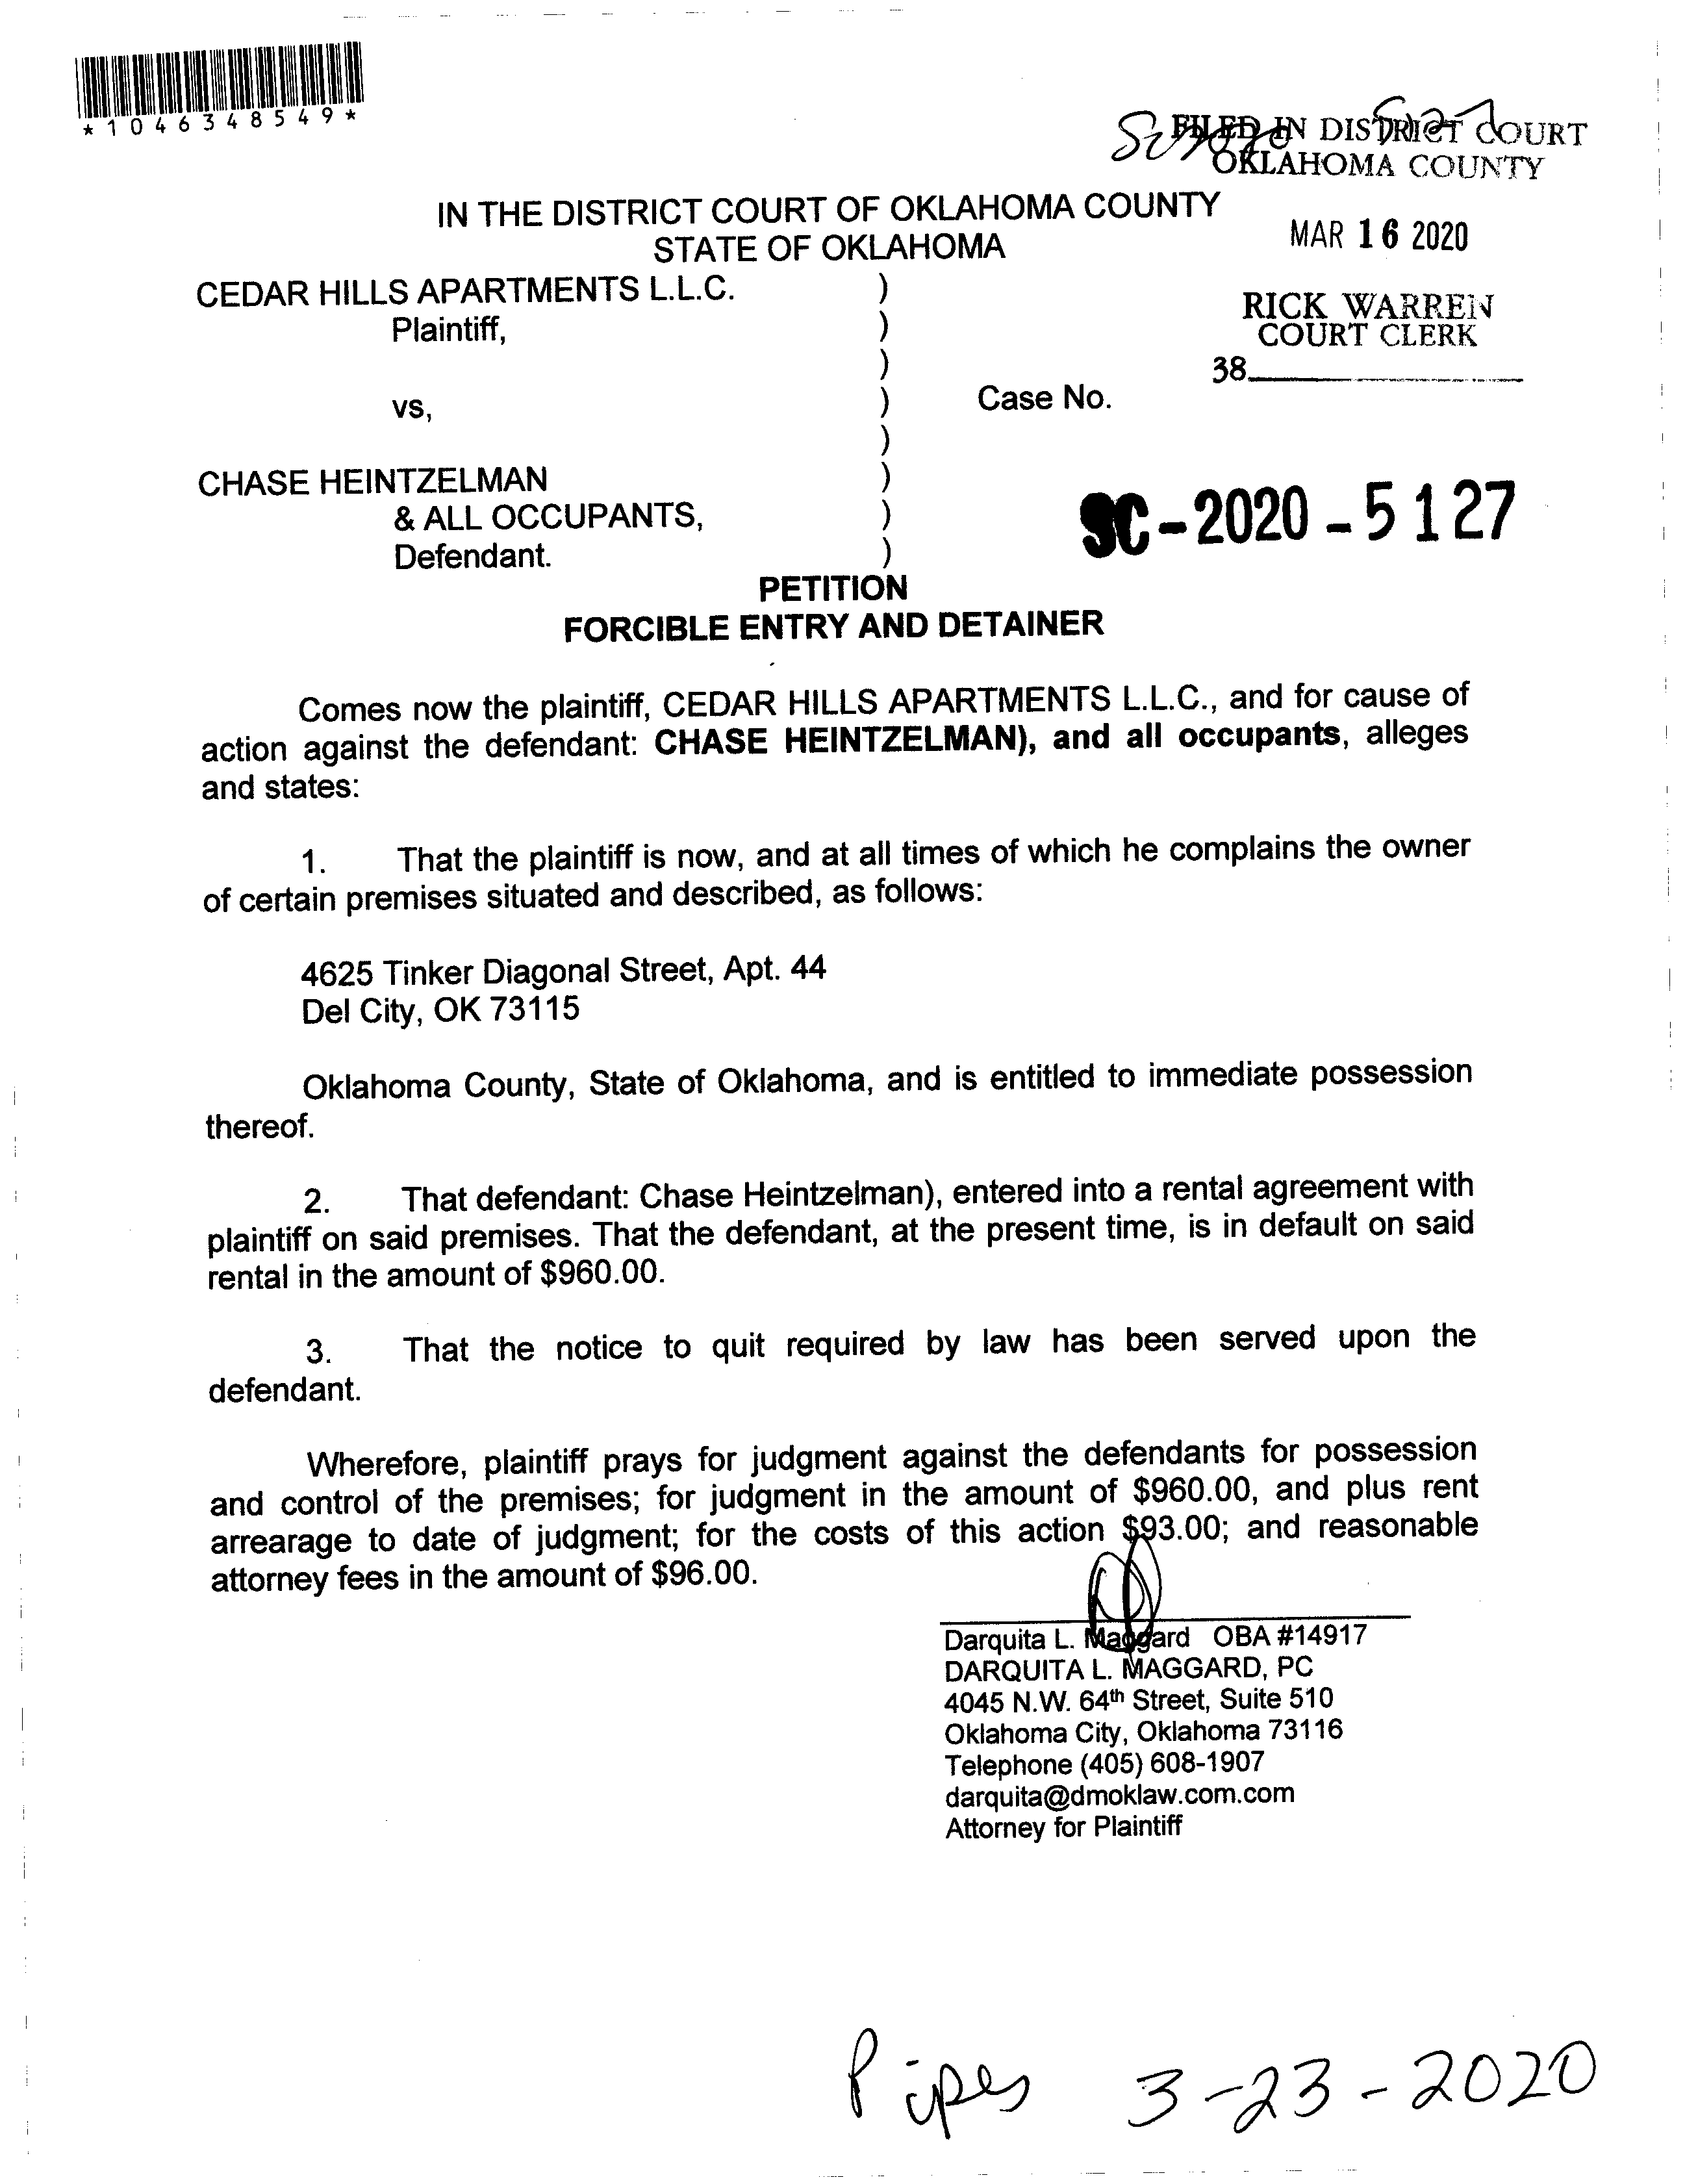 *1046348549*
FILED IN DISTRICT COURT
OKLAHOMA COUNTY
IN THE DISTRICT COURT OF OKLAHOMA COUNTY
STATE OF OKLAHOMA
MAR 16 2020
CEDAR HILLS APARTMENTS L.L.C. )
Plaintiff, )
RICK WARREN
COURT CLERK
)
38
vs, ) Case No.
)
CHASE HEINTZELMAN )
& ALL OCCUPANTS, )
SC-2020-5127
Defendant. )
PETITION
FORCIBLE ENTRY AND DETAINER
Comes now the plaintiff, CEDAR HILLS APARTMENTS L.L.C., and for cause of
action against the defendant: CHASE HEINTZELMAN), and all occupants, alleges
and states:
1. That the plaintiff is now, and at all times of which he complains the owner
of certain premises situated and described, as follows:
4625 Tinker Diagonal Street, Apt. 44
Del City, OK 73115
Oklahoma County, State of Oklahoma, and is entitled to immediate possession
thereof.
2. That defendant: Chase Heintzelman), entered into a rental agreement with
plaintiff on said premises. That the defendant, at the present time, is in default on said
rental in the amount of $960.00.
3. That the notice to quit required by law has been served upon the
defendant.
Wherefore, plaintiff prays for judgment against the defendants for possession
and control of the premises; for judgment in the amount of $960.00, and plus rent
arrearage to date of judgment; for the costs of this action $93.00; and reasonable
attorney fees in the amount of $96.00.
Darquita L. Maggard OBA #14917
DARQUITA L. MAGGARD, PC
4045 N.W. 64th Street, Suite 510
Oklahoma City, Oklahoma 73116
Telephone (405) 608-1907
darquita@dmoklaw.com.com
Attorney for Plaintiff
Pipes 3-23-2020